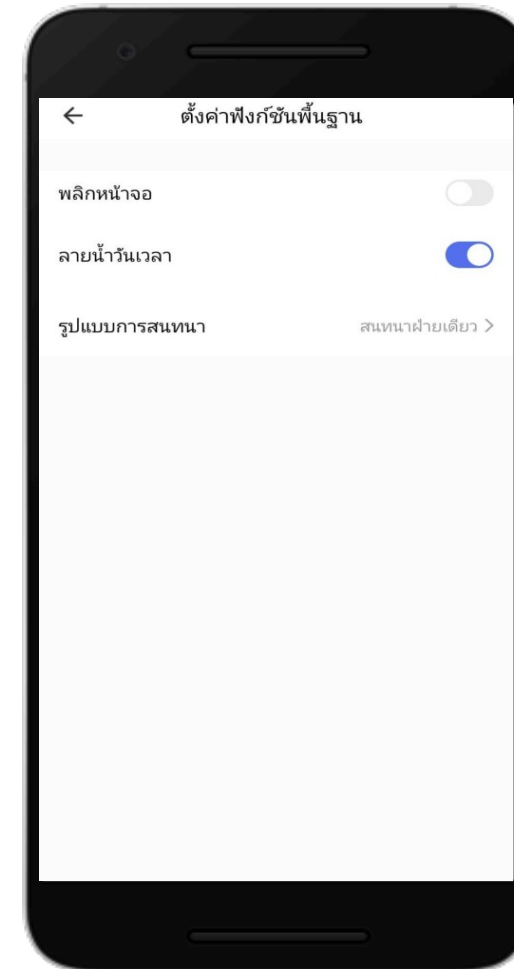 ตั้งค่าฟังก์ชันพื้นฐาน
พลิกหน้าจอ
ลายน้ำวันเวลา
รูปแบบการสนทนา สนทนาฝ่ายเดียว >